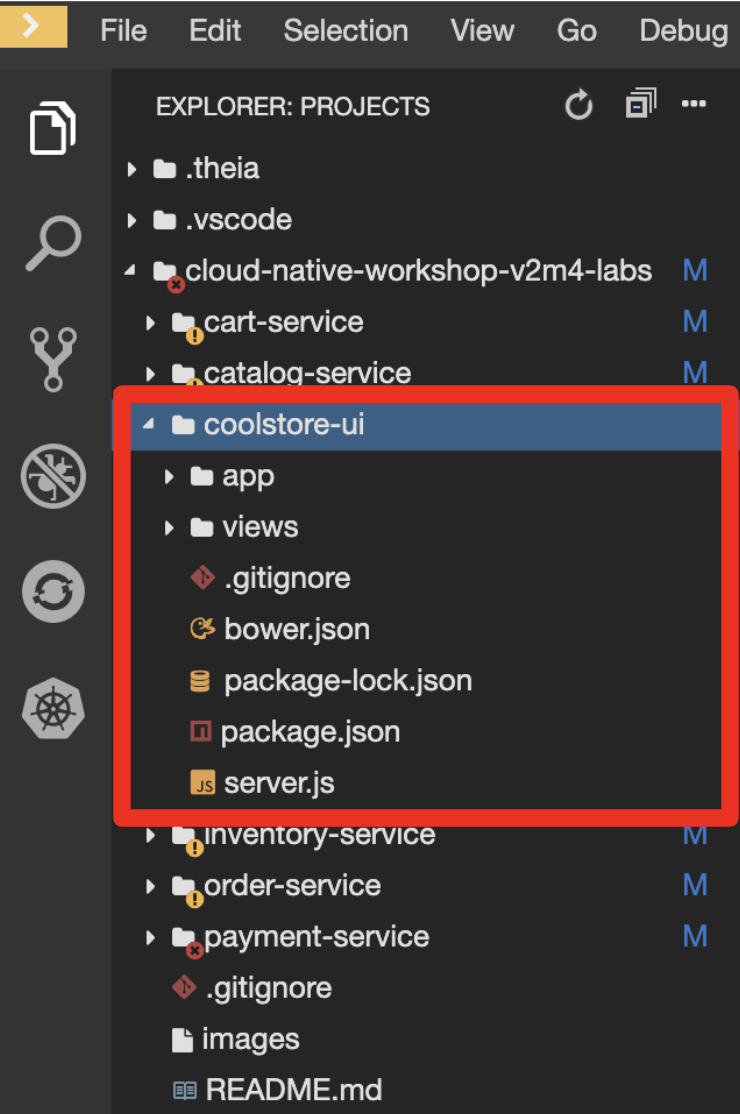 File Edit Selection View Go Debug
EXPLORER: PROJECTS
.theia
.vscode
cloud-native-workshop-v2m4-labs M
cart-service M
catalog-service M
coolstore-ui
app
views
.gitignore
bower.json
package-lock.json
package.json
JS server.js
inventory-service M
order-service M
payment-service M
.gitignore
images
README.md